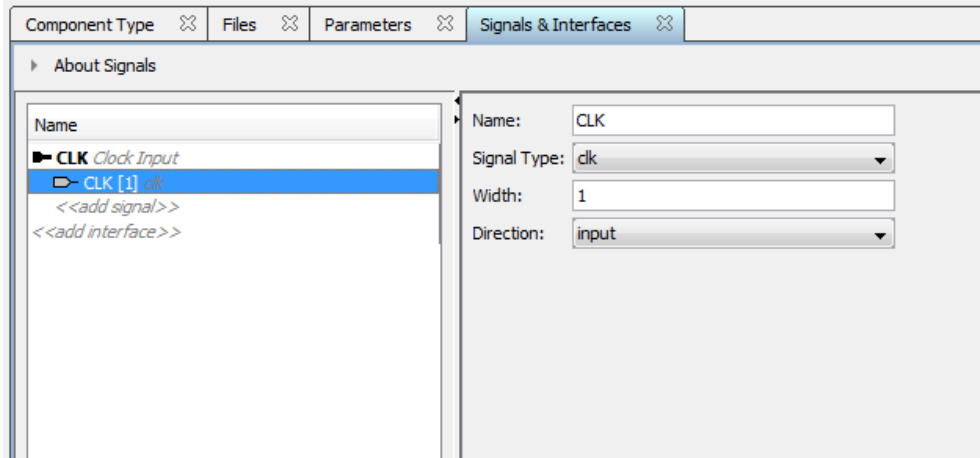 Component Type Files Parameters Signals & Interfaces
About Signals
Name
CLK Clock Input
CLK [1] clk
<<add signal>>
<<add interface>>
Name: CLK
Signal Type: clk
Width: 1
Direction: input